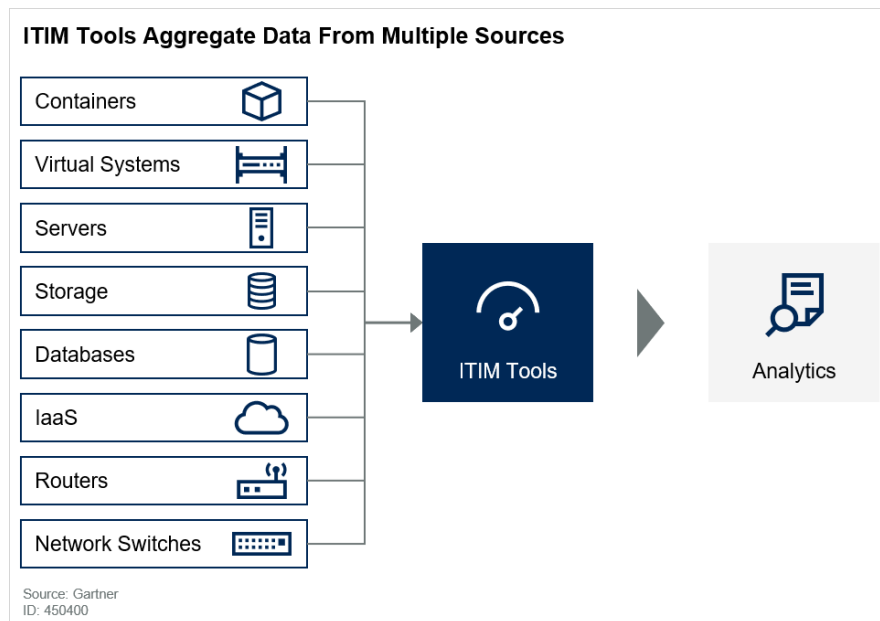 ITIM Tools Aggregate Data From Multiple Sources
Containers
Virtual Systems
Servers
Storage
Databases
IaaS
Routers
Network Switches
ITIM Tools
Analytics
Source: Gartner
ID: 450400